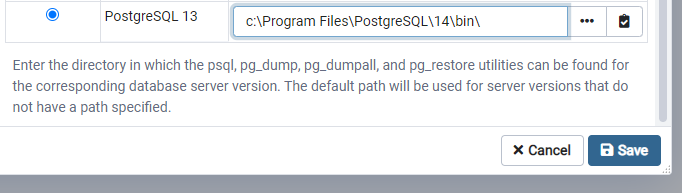 PostgreSQL 13
c:\Program Files\PostgreSQL\14\bin\
Enter the directory in which the psql, pg_dump, pg_dumpall, and pg_restore utilities can be found for
the corresponding database server version. The default path will be used for server versions that do
not have a path specified.
Cancel
Save